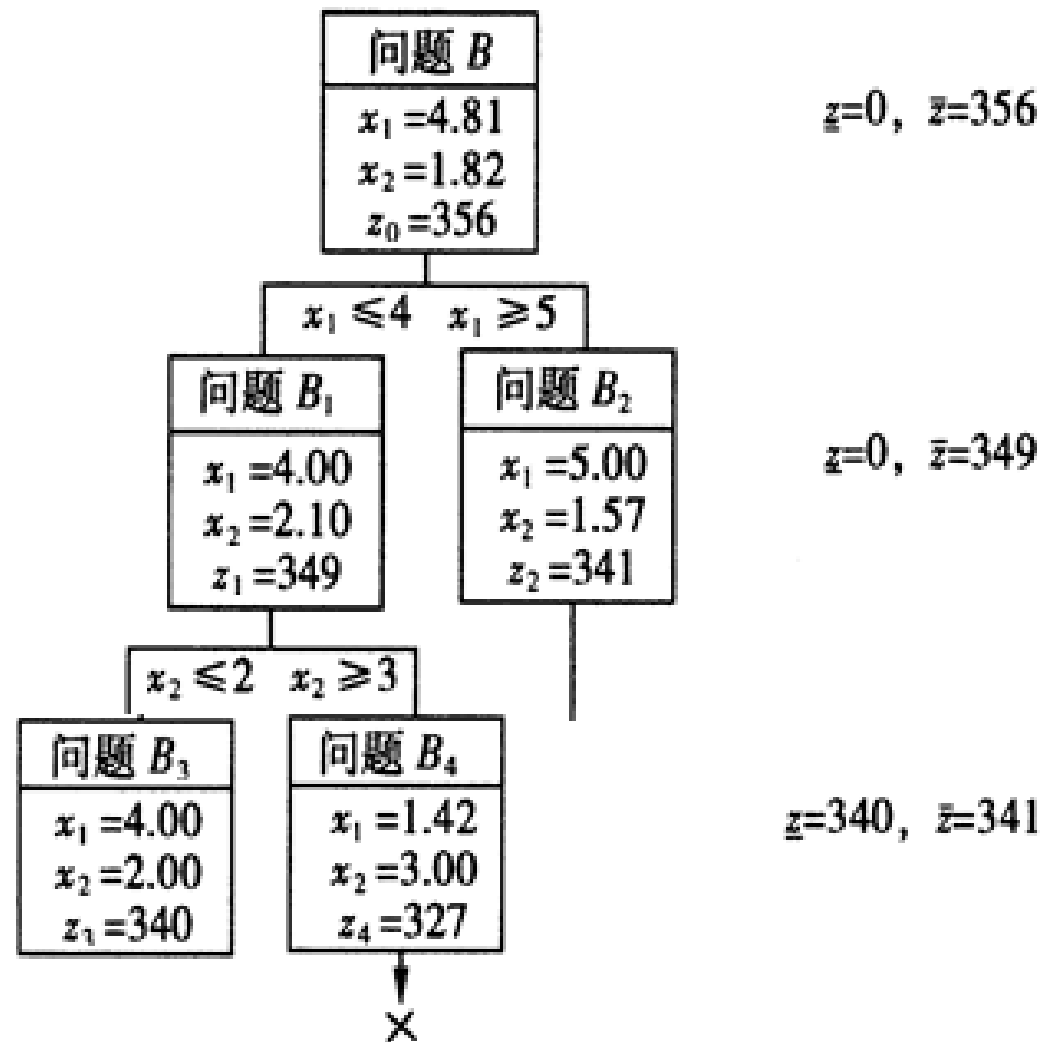 问题 B
x₁=4.81
x₂=1.82
z₀=356
z̲=0, z̄=356
x₁≤4 x₁≥5
问题 B₁
x₁=4.00
x₂=2.10
z₁=349
问题 B₂
x₁=5.00
x₂=1.57
z₂=341
z̲=0, z̄=349
x₂≤2 x₂≥3
问题 B₃
x₁=4.00
x₂=2.00
z₃=340
问题 B₄
x₁=1.42
x₂=3.00
z₄=327
z̲=340, z̄=341
×